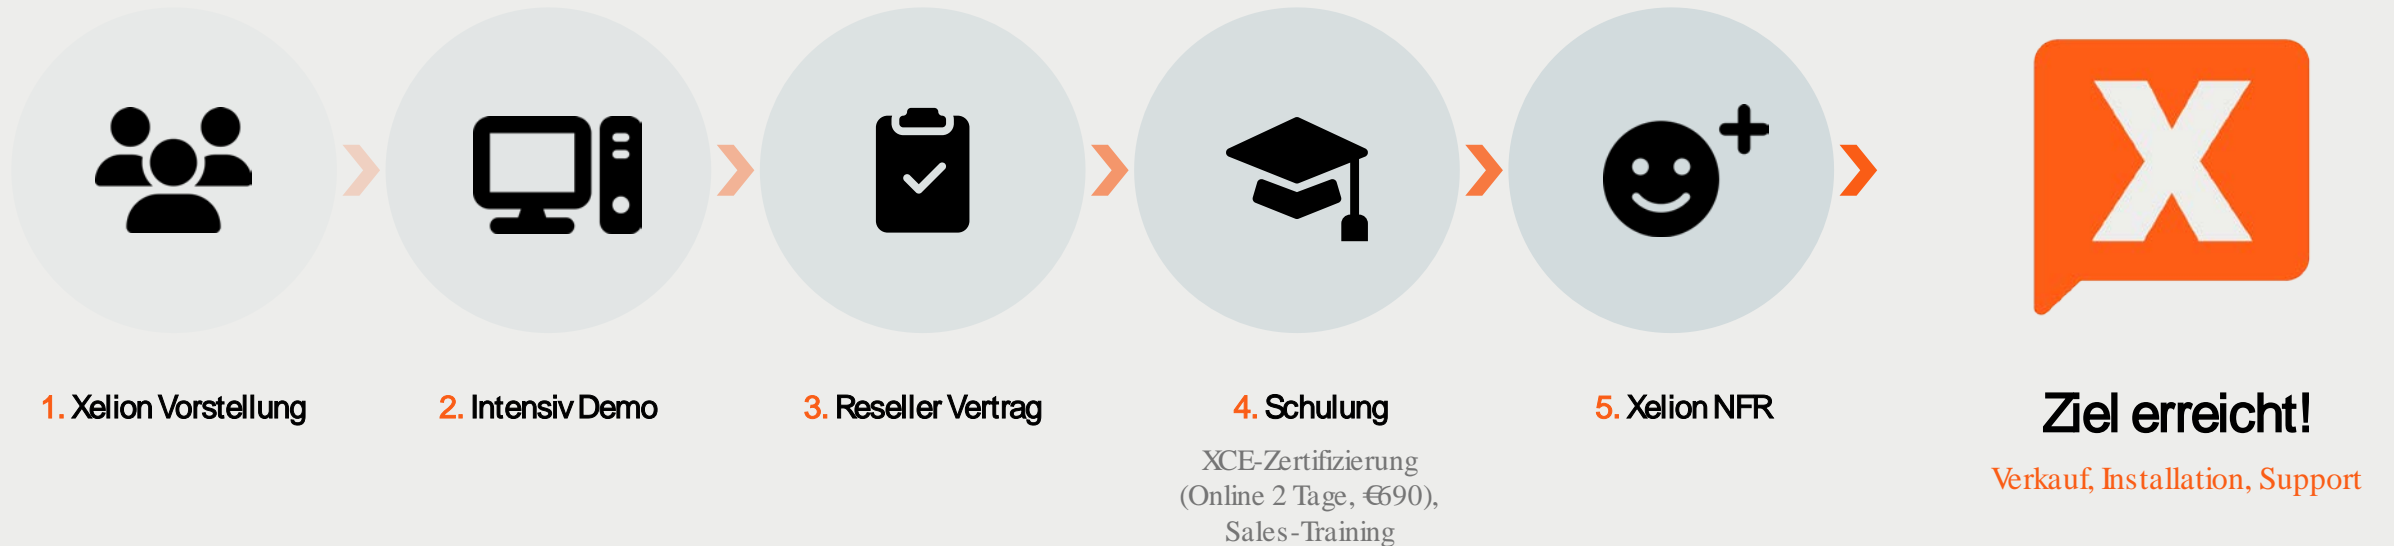 1. Xelion Vorstellung
2. Intensiv Demo
3. Reseller Vertrag
4. Schulung
XCE-Zertifizierung
(Online 2 Tage, €690),
Sales-Training
5. Xelion NFR
X
Ziel erreicht!
Verkauf, Installation, Support